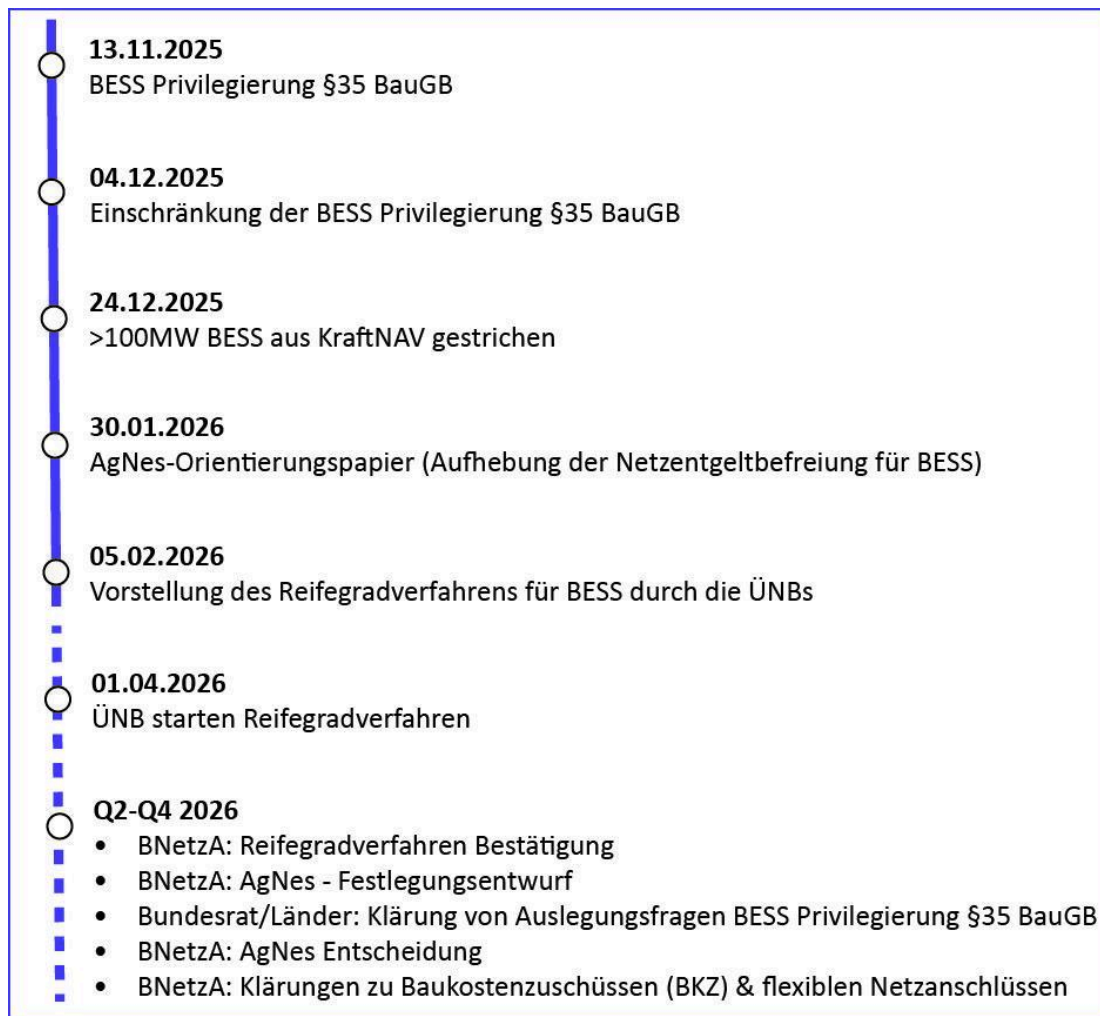 13.11.2025
BESS Privilegierung §35 BauGB
04.12.2025
Einschränkung der BESS Privilegierung §35 BauGB
24.12.2025
>100MW BESS aus KraftNAV gestrichen
30.01.2026
AgNes-Orientierungspapier (Aufhebung der Netzentgeltbefreiung für BESS)
05.02.2026
Vorstellung des Reifegradverfahrens für BESS durch die ÜNBs
01.04.2026
ÜNB starten Reifegradverfahren
Q2-Q4 2026
• BNetzA: Reifegradverfahren Bestätigung
• BNetzA: AgNes - Festlegungsentwurf
• Bundesrat/Länder: Klärung von Auslegungsfragen BESS Privilegierung §35 BauGB
• BNetzA: AgNes Entscheidung
• BNetzA: Klärungen zu Baukostenzuschüssen (BKZ) & flexiblen Netzanschlüssen